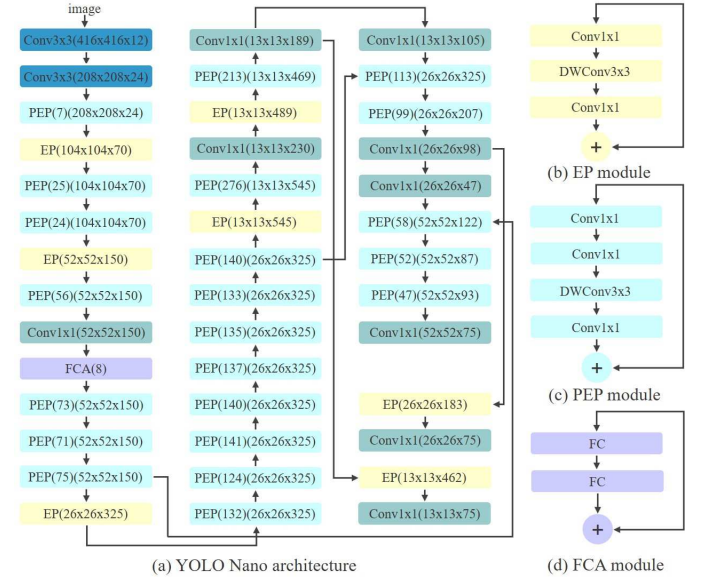 image
Conv3x3(416x416x12)
Conv3x3(208x208x24)
PEP(7)(208x208x24)
EP(104x104x70)
PEP(25)(104x104x70)
PEP(24)(104x104x70)
EP(52x52x150)
PEP(56)(52x52x150)
Conv1x1(52x52x150)
FCA(8)
PEP(73)(52x52x150)
PEP(71)(52x52x150)
PEP(75)(52x52x150)
EP(26x26x325)
Conv1x1(13x13x189)
PEP(213)(13x13x469)
EP(13x13x489)
Conv1x1(13x13x230)
PEP(276)(13x13x545)
EP(13x13x545)
PEP(140)(26x26x325)
PEP(133)(26x26x325)
PEP(135)(26x26x325)
PEP(137)(26x26x325)
PEP(140)(26x26x325)
PEP(141)(26x26x325)
PEP(124)(26x26x325)
PEP(132)(26x26x325)
Conv1x1(13x13x105)
PEP(113)(26x26x325)
PEP(99)(26x26x207)
Conv1x1(26x26x98)
Conv1x1(26x26x47)
PEP(58)(52x52x122)
PEP(52)(52x52x87)
PEP(47)(52x52x93)
Conv1x1(52x52x75)
EP(26x26x183)
Conv1x1(26x26x75)
EP(13x13x462)
Conv1x1(13x13x75)
(a) YOLO Nano architecture
Conv1x1
DWConv3x3
Conv1x1
+
(b) EP module
Conv1x1
Conv1x1
DWConv3x3
Conv1x1
+
(c) PEP module
FC
FC
+
(d) FCA module